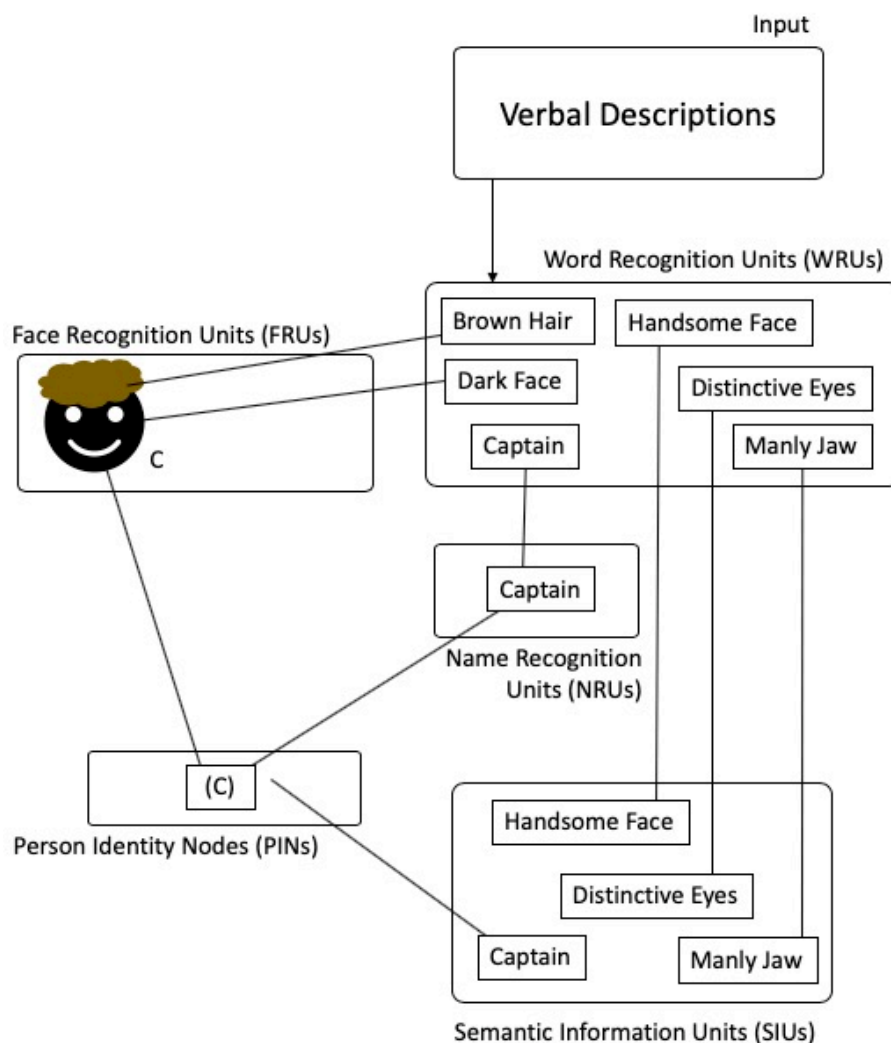 Input
Verbal Descriptions
Word Recognition Units (WRUs)
Brown Hair
Handsome Face
Face Recognition Units (FRUs)
Dark Face
Distinctive Eyes
Captain
Manly Jaw
C
Captain
Name Recognition
Units (NRUs)
(C)
Person Identity Nodes (PINs)
Handsome Face
Distinctive Eyes
Captain
Manly Jaw
Semantic Information Units (SIUs)